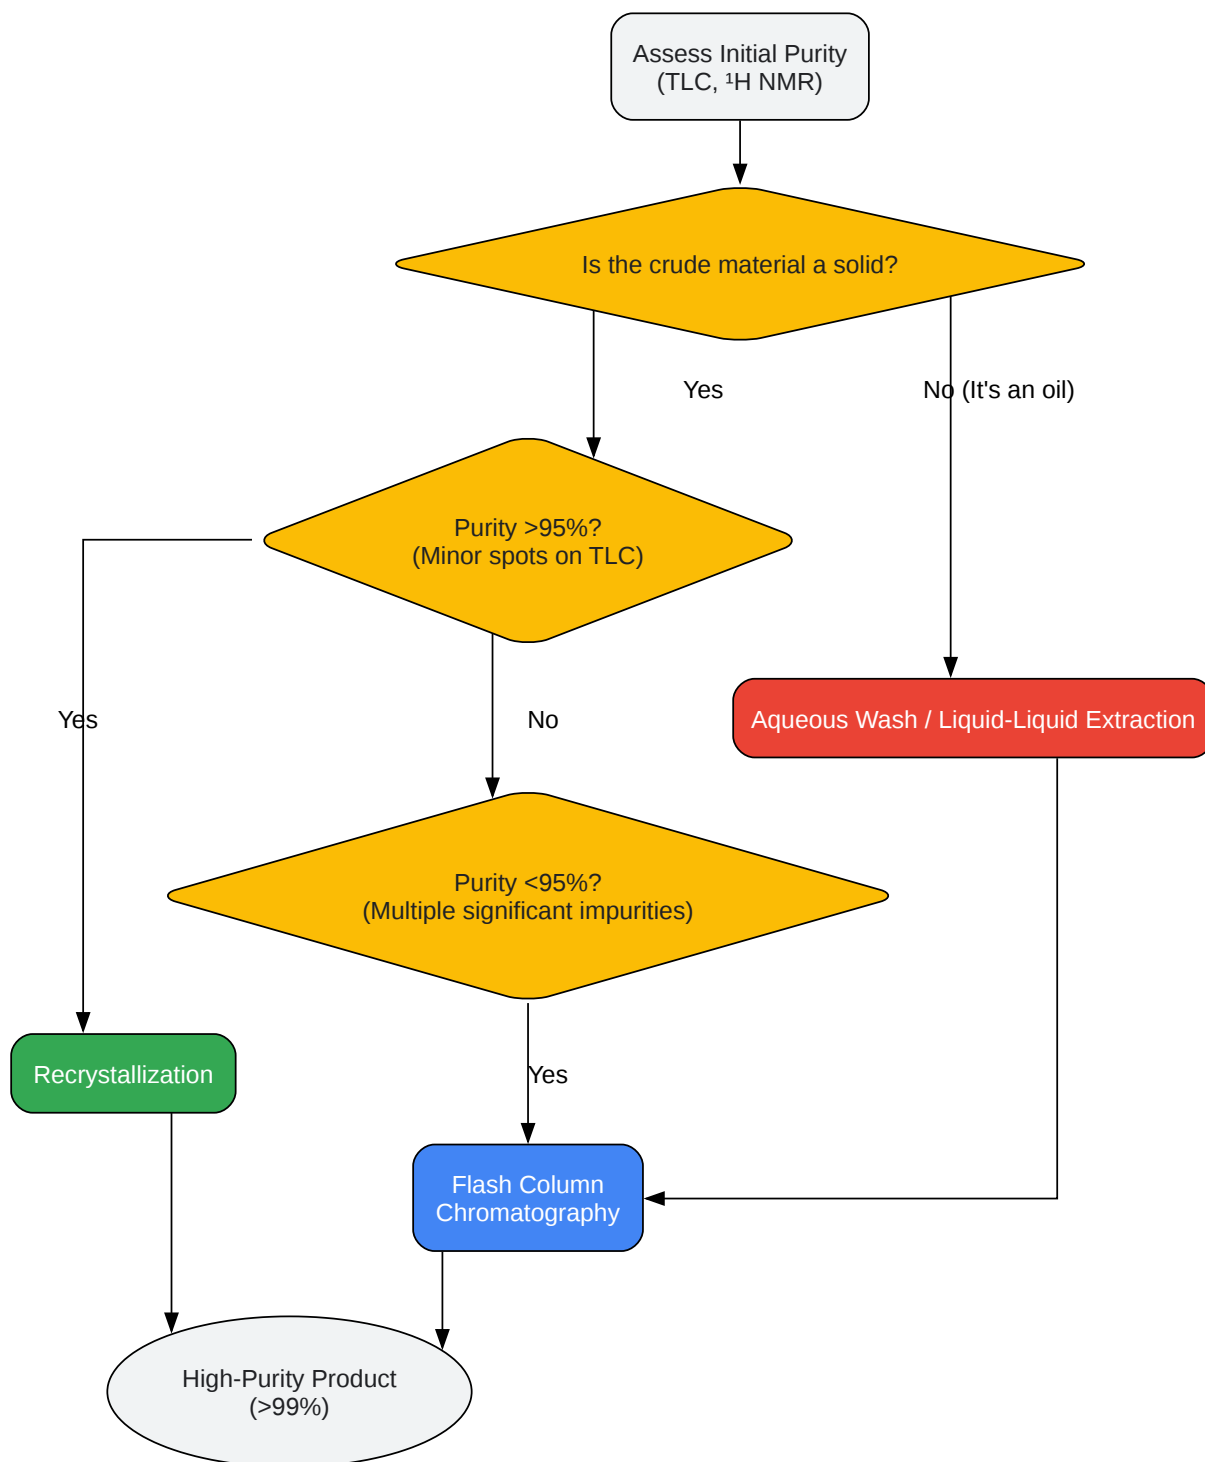 Assess Initial Purity
(TLC, ¹H NMR)
Is the crude material a solid?
Yes
No (It's an oil)
Purity >95%?
(Minor spots on TLC)
Yes
No
Aqueous Wash / Liquid-Liquid Extraction
Purity <95%?
(Multiple significant impurities)
Recrystallization
Yes
Flash Column
Chromatography
High-Purity Product
(>99%)